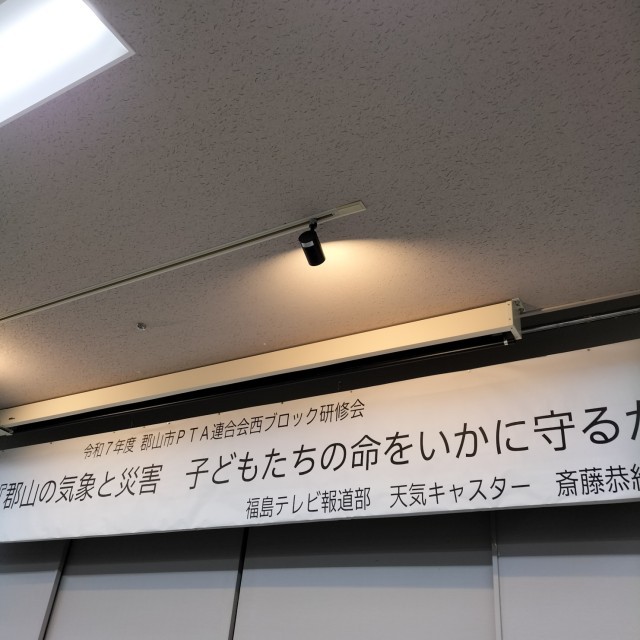 令和7年度 郡山市PTA連合会西ブロック研修会
郡山の気象と災害 子どもたちの命をいかに守るか
福島テレビ報道部 天気キャスター 斎藤恭紀